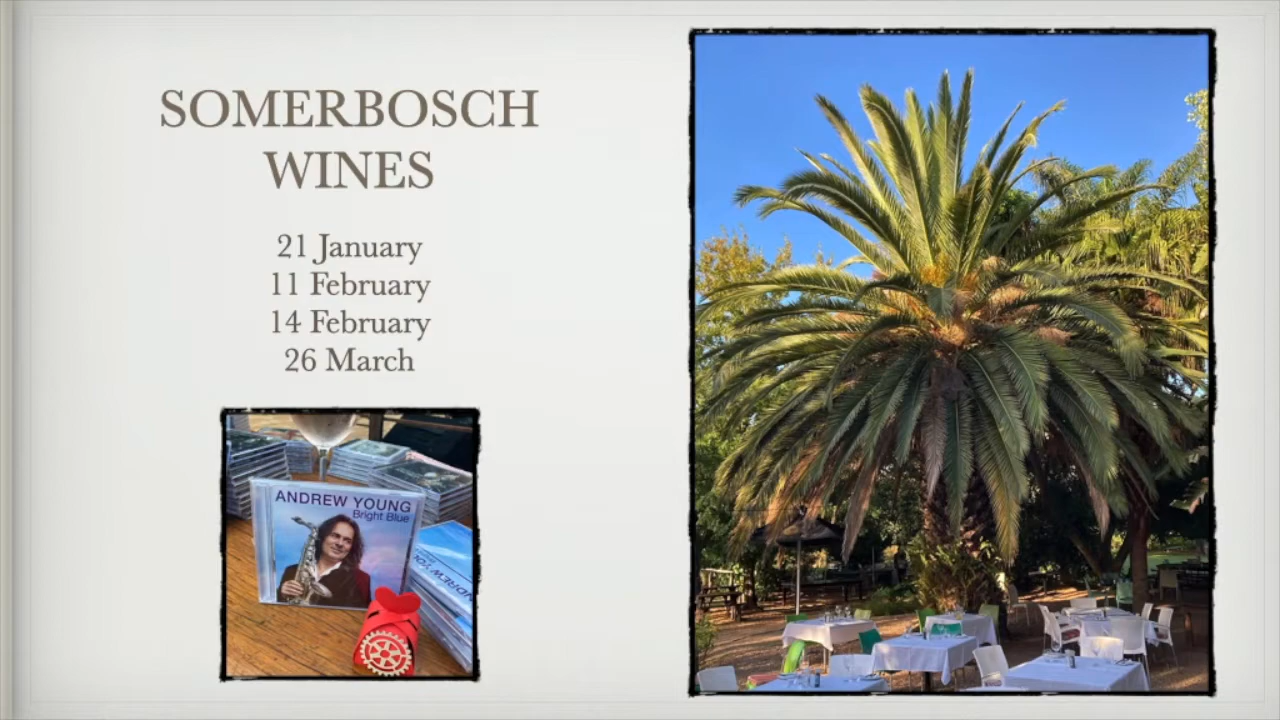 SOMERBOSCH
WINES
21 January
11 February
14 February
26 March
ANDREW YOUNG
Bright Blue